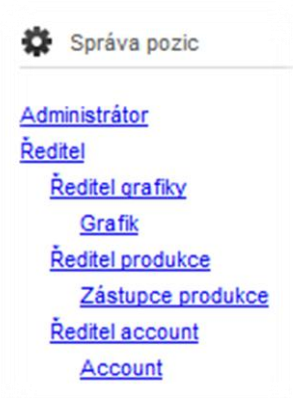 Správa pozic
Administrátor
Ředitel
Ředitel grafiky
Grafik
Ředitel produkce
Zástupce produkce
Ředitel account
Account